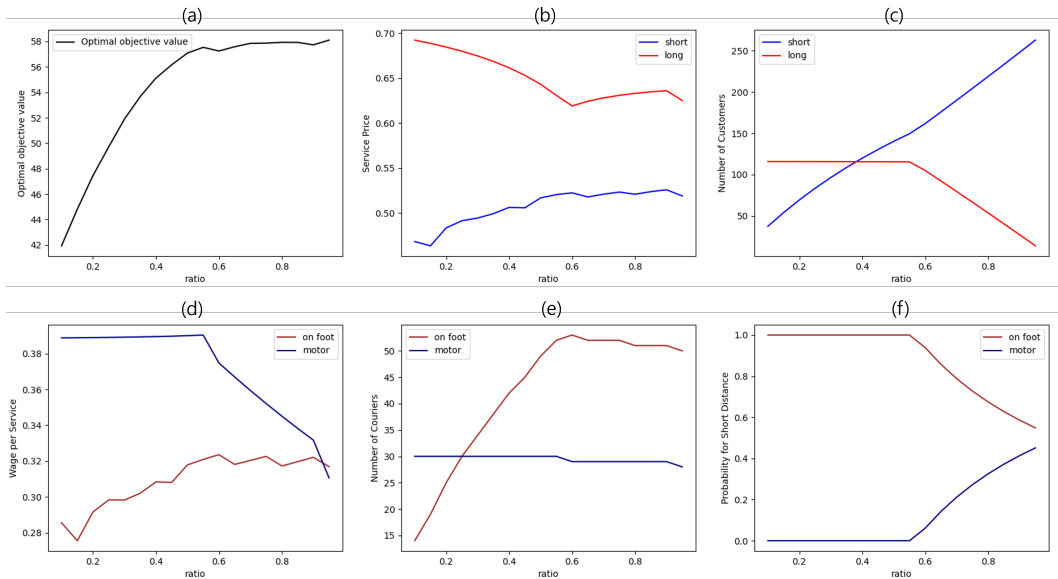 (a)
Optimal objective value
58
56
54
52
50
48
46
44
42
0.2 0.4 0.6 0.8
ratio
Optimal objective value
(b)
short
long
0.70
0.65
0.60
0.55
0.50
0.2 0.4 0.6 0.8
ratio
Service Price
(c)
short
long
250
200
150
100
50
0.2 0.4 0.6 0.8
ratio
Number of Customers
(d)
on foot
motor
0.38
0.36
0.34
0.32
0.30
0.28
0.2 0.4 0.6 0.8
ratio
Wage per Service
(e)
on foot
motor
50
45
40
35
30
25
20
15
0.2 0.4 0.6 0.8
ratio
Number of Couriers
(f)
on foot
motor
1.0
0.8
0.6
0.4
0.2
0.0
0.2 0.4 0.6 0.8
ratio
Probability for Short Distance